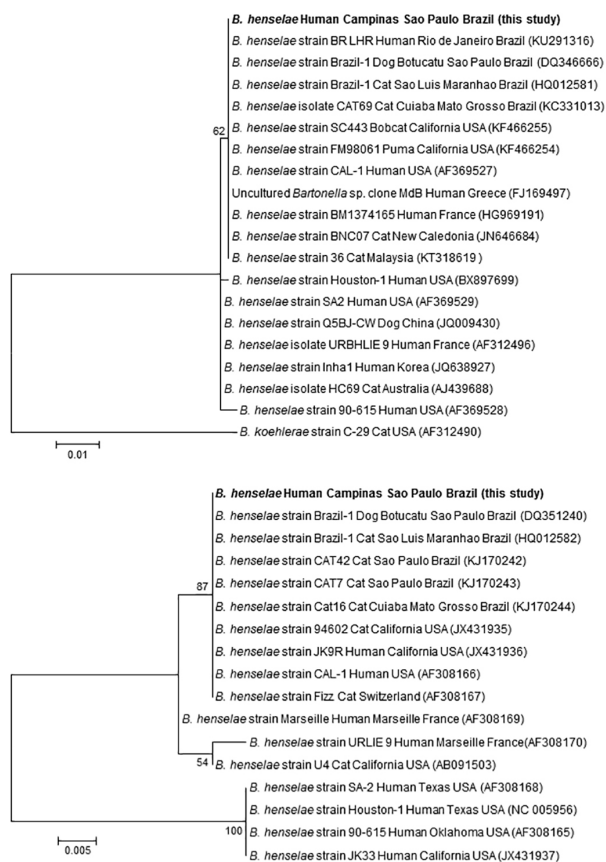 B. henselae Human Campinas Sao Paulo Brazil (this study)
B. henselae strain BR LHR Human Rio de Janeiro Brazil (KU291316)
B. henselae strain Brazil-1 Dog Botucatu Sao Paulo Brazil (DQ346666)
B. henselae strain Brazil-1 Cat Sao Luis Maranhao Brazil (HQ012581)
B. henselae isolate CAT69 Cat Cuiaba Mato Grosso Brazil (KC331013)
62
B. henselae strain SC443 Bobcat California USA (KF466255)
B. henselae strain FM98061 Puma California USA (KF466254)
B. henselae strain CAL-1 Human USA (AF369527)
Uncultured Bartonella sp. clone MdB Human Greece (FJ169497)
B. henselae strain BM1374165 Human France (HG969191)
B. henselae strain BNC07 Cat New Caledonia (JN646684)
B. henselae strain 36 Cat Malaysia (KT318619)
B. henselae strain Houston-1 Human USA (BX897699)
B. henselae strain SA2 Human USA (AF369529)
B. henselae strain Q5BJ-CW Dog China (JQ009430)
B. henselae isolate URBHLIE 9 Human France (AF312496)
B. henselae strain Inha1 Human Korea (JQ638927)
B. henselae isolate HC69 Cat Australia (AJ439688)
B. henselae strain 90-615 Human USA (AF369528)
B. koehlerae strain C-29 Cat USA (AF312490)
0.01
B. henselae Human Campinas Sao Paulo Brazil (this study)
B. henselae strain Brazil-1 Dog Botucatu Sao Paulo Brazil (DQ351240)
B. henselae strain Brazil-1 Cat Sao Luis Maranhao Brazil (HQ012582)
B. henselae strain CAT42 Cat Sao Paulo Brazil (KJ170242)
87
B. henselae strain CAT7 Cat Sao Paulo Brazil (KJ170243)
B. henselae strain Cat16 Cat Cuiaba Mato Grosso Brazil (KJ170244)
B. henselae strain 94602 Cat California USA (JX431935)
B. henselae strain JK9R Human California USA (JX431936)
B. henselae strain CAL-1 Human USA (AF308166)
B. henselae strain Fizz Cat Switzerland (AF308167)
B. henselae strain Marseille Human Marseille France (AF308169)
B. henselae strain URLIE 9 Human Marseille France(AF308170)
54
B. henselae strain U4 Cat California USA (AB091503)
B. henselae strain SA-2 Human Texas USA (AF308168)
B. henselae strain Houston-1 Human Texas USA (NC 005956)
100
B. henselae strain 90-615 Human Oklahoma USA (AF308165)
B. henselae strain JK33 Human California USA (JX431937)
0.005